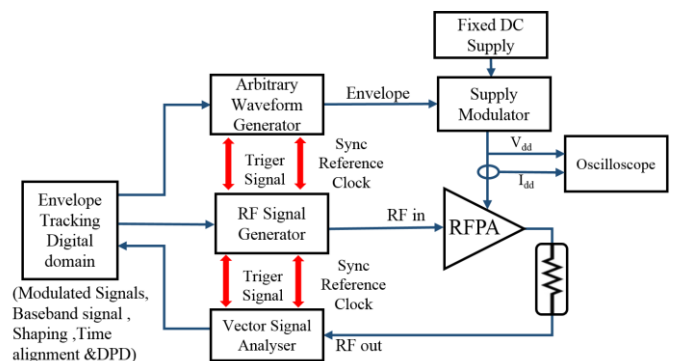 Fixed DC
Supply
Arbitrary
Waveform
Generator
Envelope
Supply
Modulator
V_dd
I_dd
Oscilloscope
Triger
Signal
Sync
Reference
Clock
Envelope
Tracking
Digital
domain
RF Signal
Generator
RF in
RFPA
Triger
Signal
Sync
Reference
Clock
(Modulated Signals,
Baseband signal ,
Shaping ,Time
alignment &DPD)
Vector Signal
Analyser
RF out